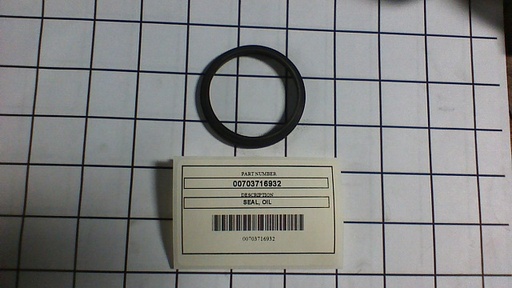 PART NUMBER
00703716932
DESCRIPTION
SEAL, OIL
00703716932